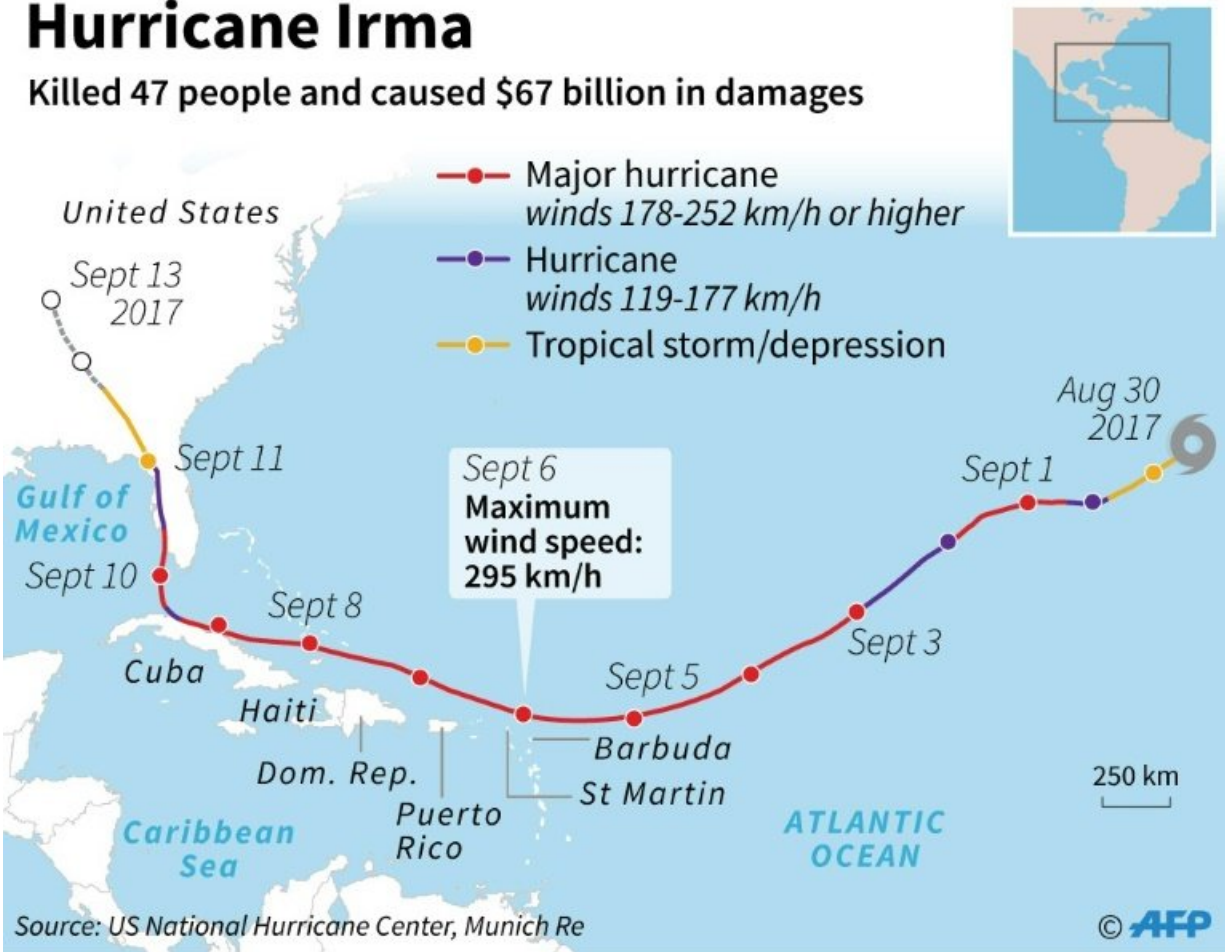 Hurricane Irma
Killed 47 people and caused $67 billion in damages
Major hurricane
winds 178-252 km/h or higher
Hurricane
winds 119-177 km/h
Tropical storm/depression
United States
Sept 13
2017
Aug 30
2017
Sept 11
Sept 1
Gulf of
Mexico
Sept 6
Maximum
wind speed:
295 km/h
Sept 10
Sept 8
Sept 3
Cuba
Sept 5
Haiti
Barbuda
Dom. Rep.
St Martin
250 km
Puerto
Rico
Caribbean
Sea
ATLANTIC
OCEAN
Source: US National Hurricane Center, Munich Re
© AFP